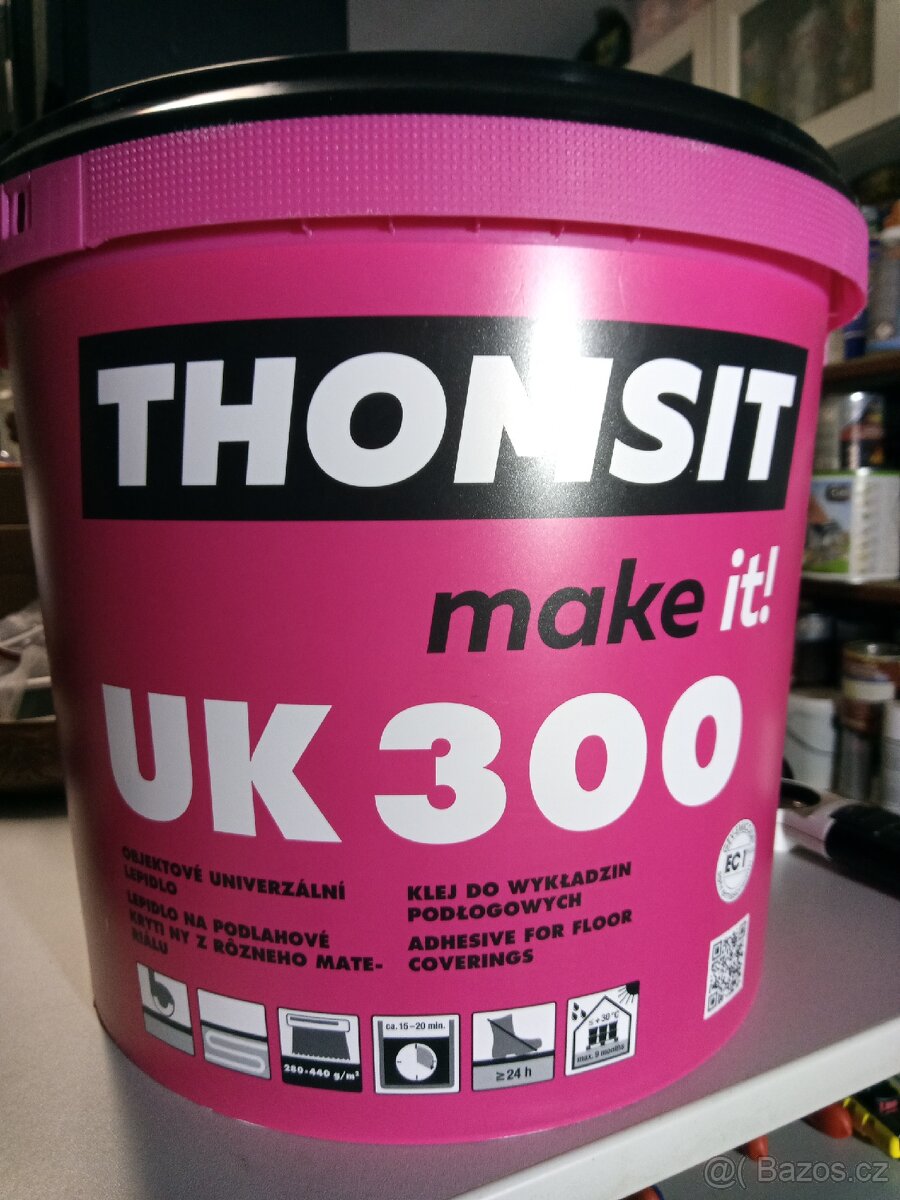 THOMSIT
make it!
UK 300
OBJEKTOVÉ UNIVERZÁLNÍ
LEPIDLO
LEPIDLO NA PODLAHOVÉ
KRYTINY Z RÔZNEHO MATE-
RIÁLU
KLEJ DO WYKŁADZIN
PODŁOGOWYCH
ADHESIVE FOR FLOOR
COVERINGS
EC1
280-440 g/m²
ca. 15–20 min.
≥ 24 h
≤ +30 °C
max. 9 months
@( Bazos.cz